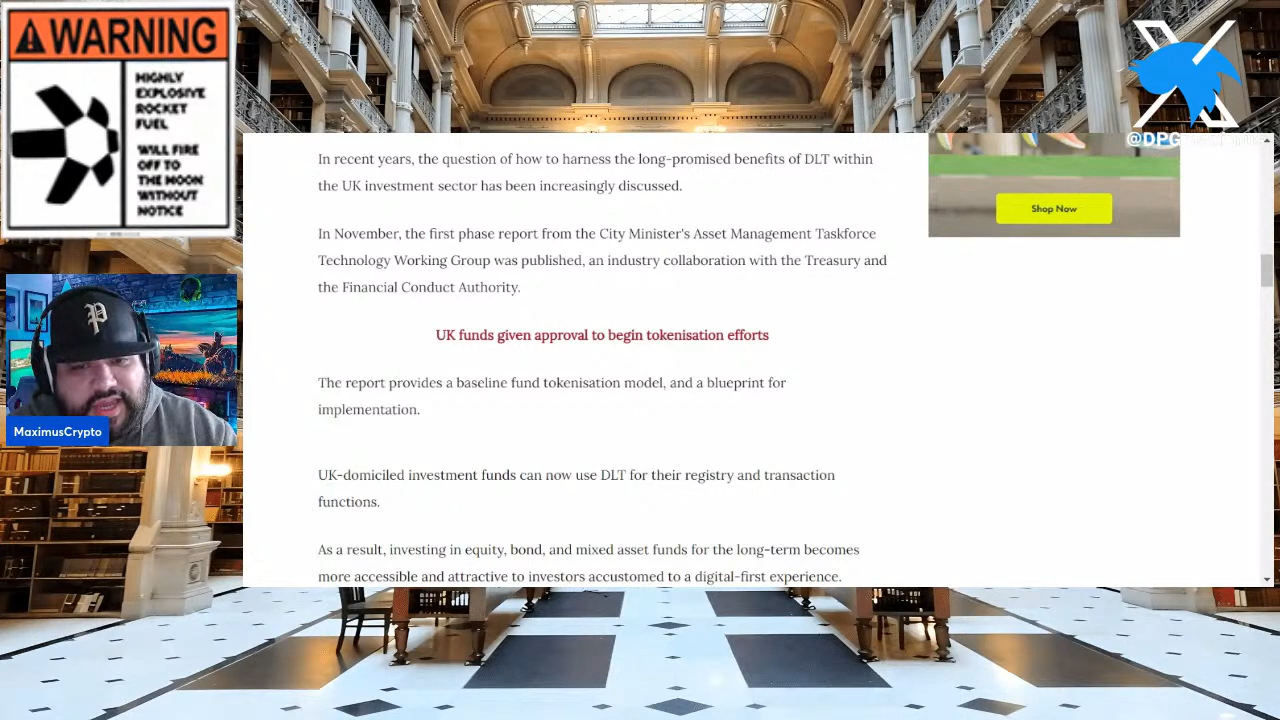 WARNING
HIGHLY
EXPLOSIVE
ROCKET
FUEL
WILL FIRE
OFF TO
THE MOON
WITHOUT
NOTICE
In recent years, the question of how to harness the long-promised benefits of DLT within
the UK investment sector has been increasingly discussed.
In November, the first phase report from the City Minister's Asset Management Taskforce
Technology Working Group was published, an industry collaboration with the Treasury and
the Financial Conduct Authority.
UK funds given approval to begin tokenisation efforts
The report provides a baseline fund tokenisation model, and a blueprint for
implementation.
UK-domiciled investment funds can now use DLT for their registry and transaction
functions.
As a result, investing in equity, bond, and mixed asset funds for the long-term becomes
more accessible and attractive to investors accustomed to a digital-first experience.
Shop Now
P
MaximusCrypto